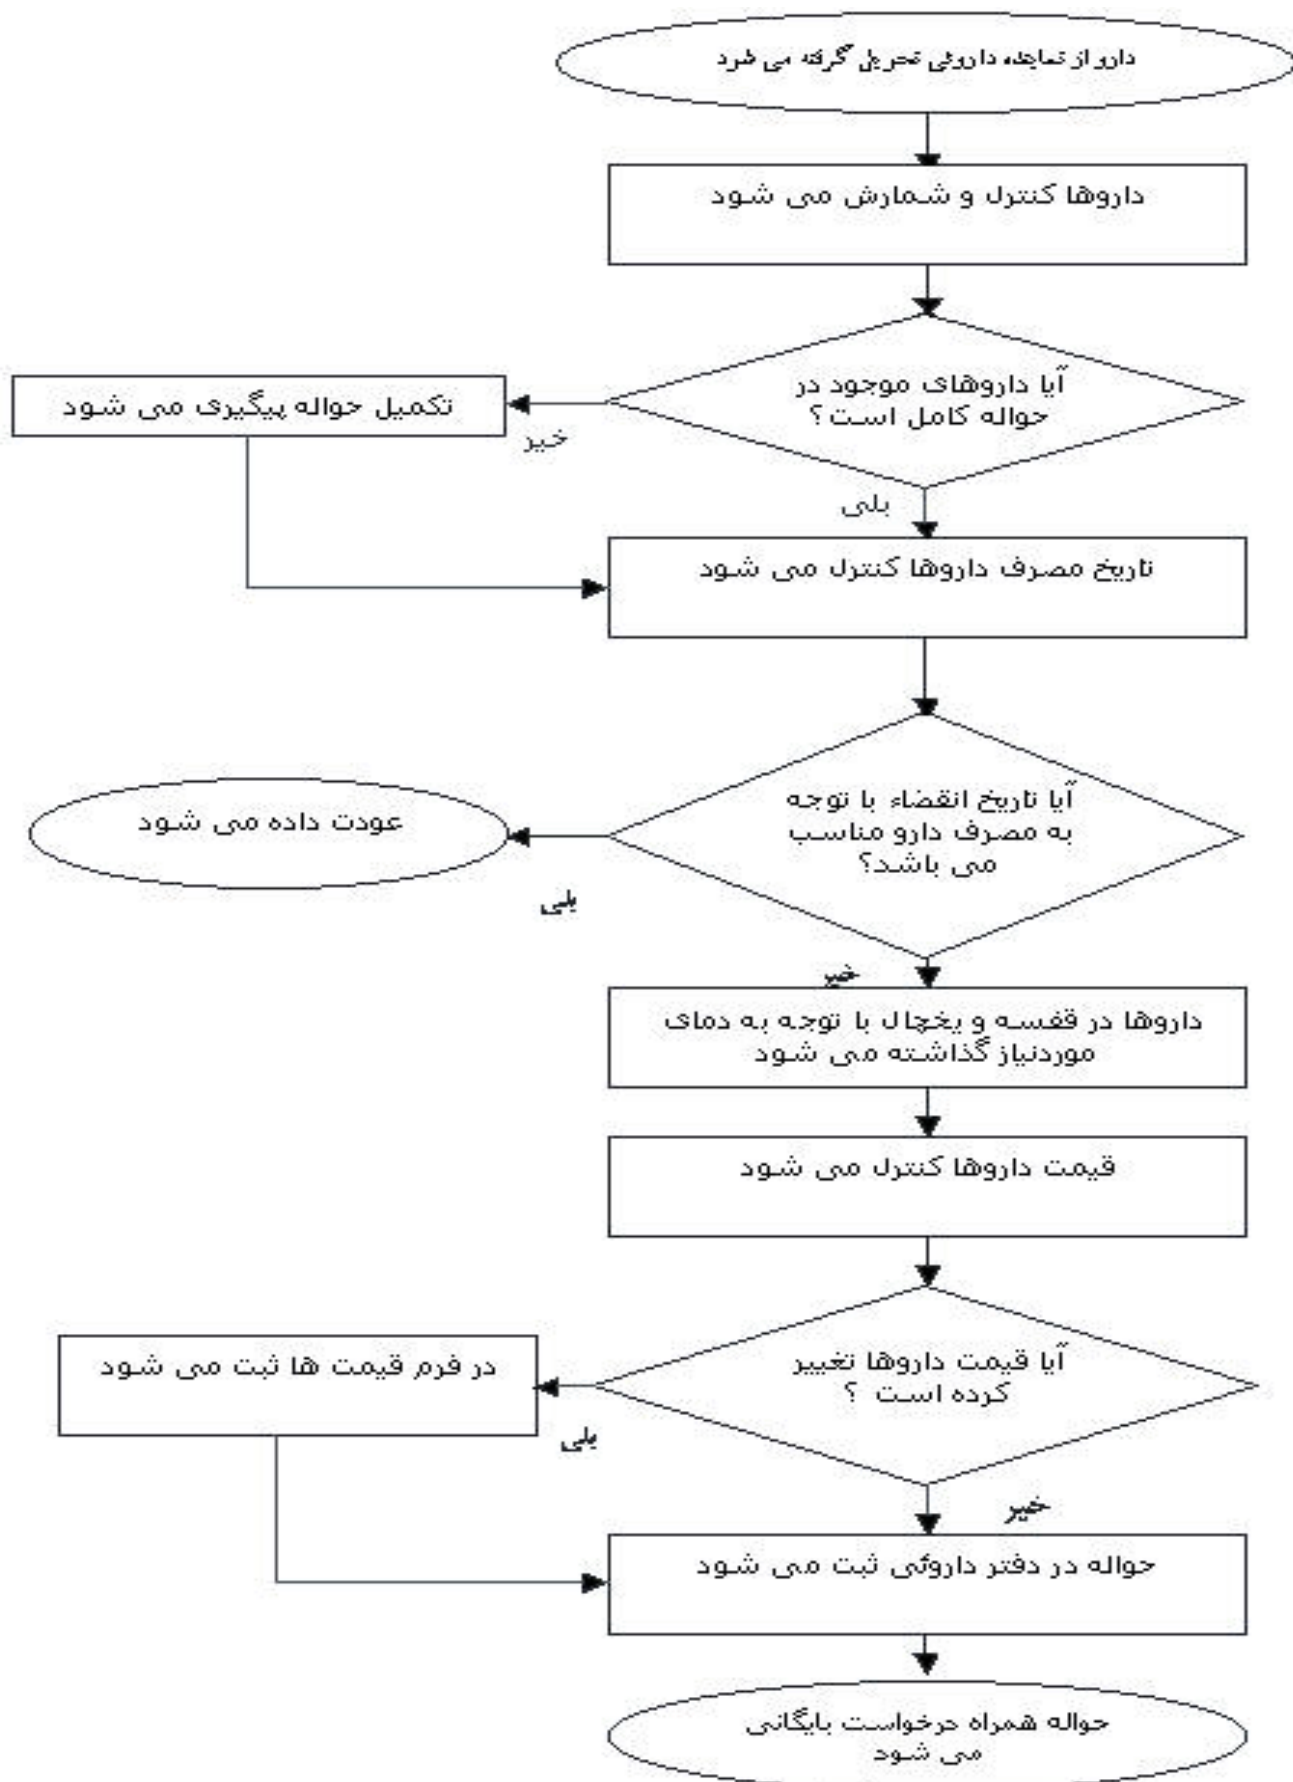 دارو از نماینده داروئی تحویل گرفته می شود
داروها کنترل و شمارش می شود
آیا داروهای موجود در
حواله کامل است؟
تکمیل حواله پیگیری می شود
خیر
بلی
تاریخ مصرف داروها کنترل می شود
آیا تاریخ انقضاء با توجه
به مصرف دارو مناسب
می باشد؟
عودت داده می شود
بلی
خیر
داروها در قفسه و یخچال با توجه به دمای
موردنیاز گذاشته می شود
قیمت داروها کنترل می شود
آیا قیمت داروها تغییر
کرده است ؟
در فرم قیمت ها ثبت می شود
بلی
خیر
حواله در دفتر داروئی ثبت می شود
حواله همراه درخواست بایگانی
می شود